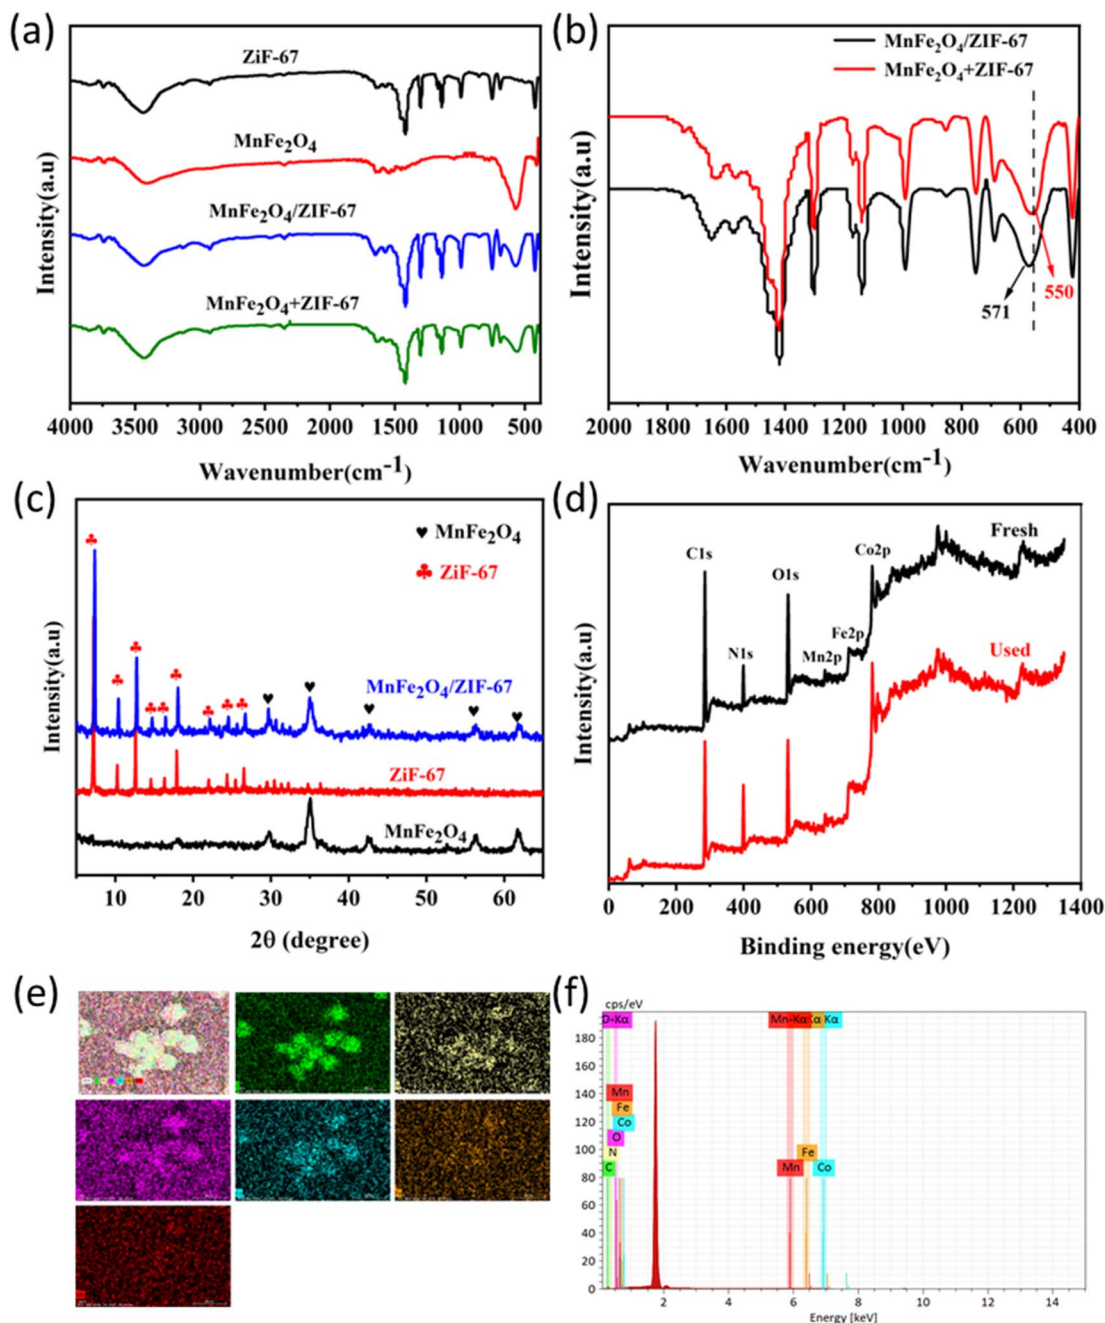 (a)
ZiF-67
MnFe₂O₄
MnFe₂O₄/ZIF-67
MnFe₂O₄+ZIF-67
Intensity(a.u)
4000 3500 3000 2500 2000 1500 1000 500
Wavenumber(cm⁻¹)
(b)
MnFe₂O₄/ZIF-67
MnFe₂O₄+ZIF-67
571
550
Intensity(a.u)
2000 1800 1600 1400 1200 1000 800 600 400
Wavenumber(cm⁻¹)
(c)
♥ MnFe₂O₄
♣ ZiF-67
MnFe₂O₄/ZIF-67
ZiF-67
MnFe₂O₄
Intensity(a.u)
10 20 30 40 50 60
2θ (degree)
(d)
Fresh
C1s
O1s
N1s
Mn2p
Fe2p
Co2p
Used
Intensity(a.u)
0 200 400 600 800 1000 1200 1400
Binding energy(eV)
(e)
(f)
cps/eV
O-Kα Mn-Kα Kα
180
160
140
120
100
80
60
40
20
0
Mn
Fe
Co
O
N
C
Fe
Mn Co
2 4 6 8 10 12 14
Energy [keV]